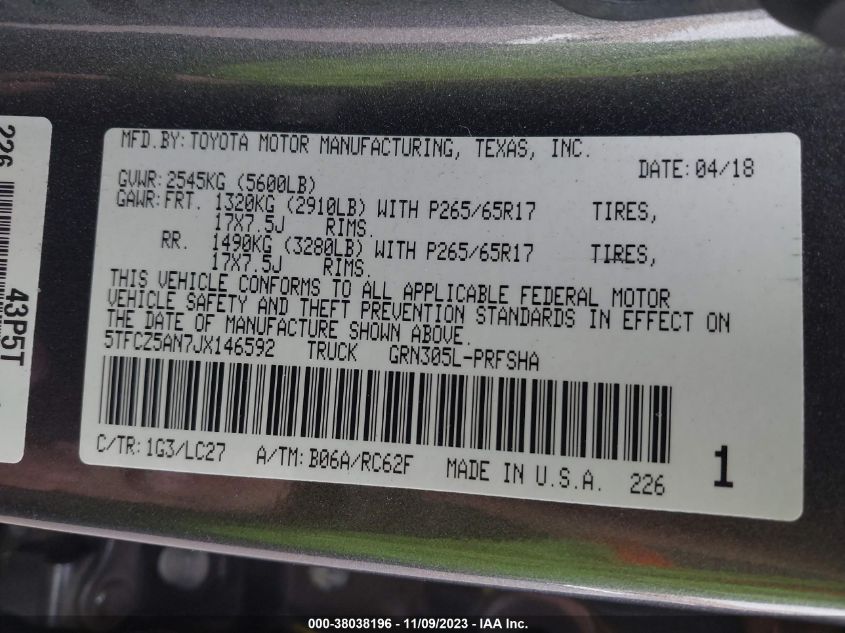 226
43P5T
MFD.BY: TOYOTA MOTOR MANUFACTURING, TEXAS, INC.
DATE: 04/18
GVWR: 2545KG (5600LB)
GAWR: FRT. 1320KG (2910LB) WITH P265/65R17 TIRES,
17X7.5J RIMS.
RR. 1490KG (3280LB) WITH P265/65R17 TIRES,
17X7.5J RIMS.
THIS VEHICLE CONFORMS TO ALL APPLICABLE FEDERAL MOTOR
VEHICLE SAFETY AND THEFT PREVENTION STANDARDS IN EFFECT ON
THE DATE OF MANUFACTURE SHOWN ABOVE.
5TFCZ5AN7JX146592 TRUCK GRN305L-PRFSHA
C/TR: 1G3/LC27 A/TM: B06A/RC62F MADE IN U.S.A. 226
1
000-38038196 - 11/09/2023 - IAA Inc.